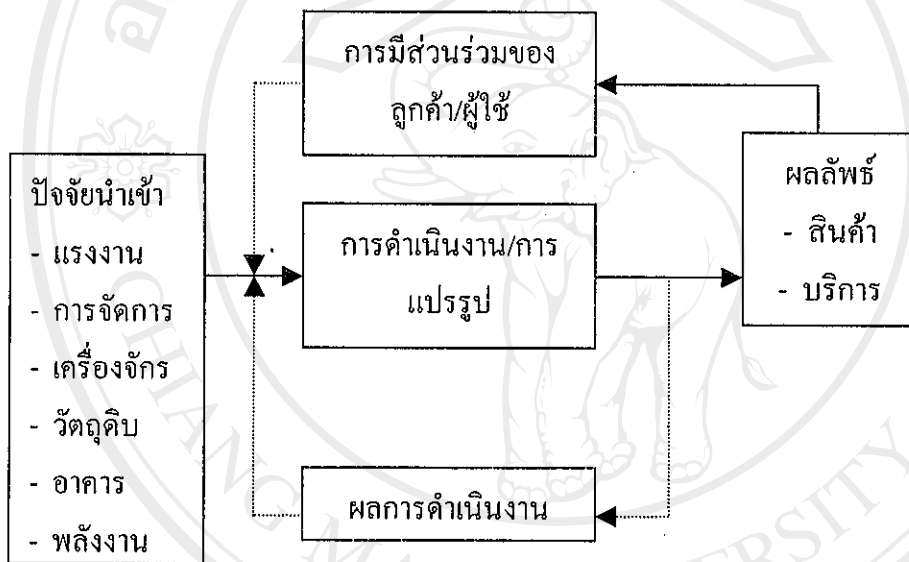 การมีส่วนร่วมของ
ลูกค้า/ผู้ใช้
ปัจจัยนำเข้า
- แรงงาน
- การจัดการ
- เครื่องจักร
- วัตถุดิบ
- อาคาร
- พลังงาน
การดำเนินงาน/การ
แปรรูป
ผลลัพธ์
- สินค้า
- บริการ
ผลการดำเนินงาน